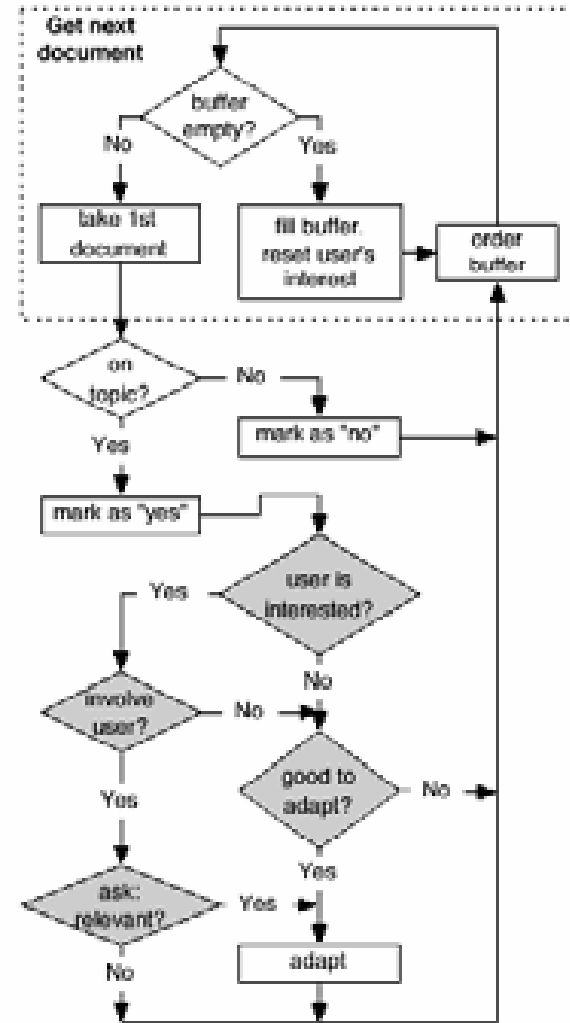 Get next
document
buffer
empty?
No
Yes
take 1st
document
fill buffer.
reset user's
interest
order
buffer
on
topic?
No
Yes
mark as "no"
mark as "yes"
user is
interested?
Yes
No
involve
user?
No
good to
adapt?
No
Yes
Yes
ask:
relevant?
Yes
adapt
No